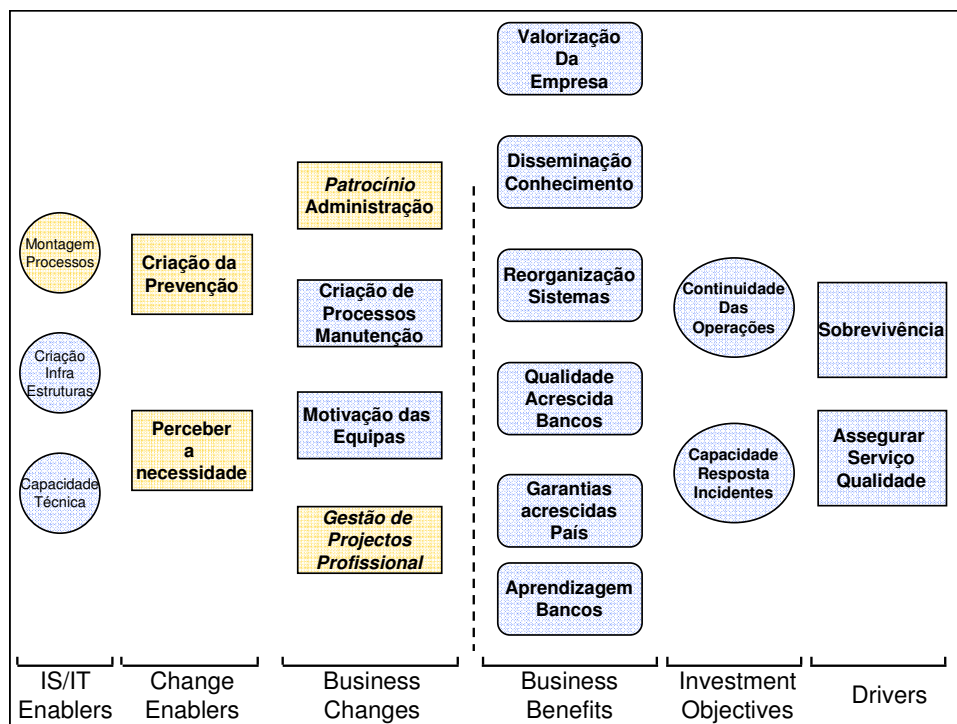 Montagem
Processos
Criação
Infra
Estruturas
Capacidade
Técnica
Criação da
Prevenção
Perceber
a
necessidade
Patrocínio
Administração
Criação de
Processos
Manutenção
Motivação das
Equipas
Gestão de
Projectos
Profissional
Valorização
Da
Empresa
Disseminação
Conhecimento
Reorganização
Sistemas
Qualidade
Acrescida
Bancos
Garantias
acrescidas
País
Aprendizagem
Bancos
Continuidade
Das
Operações
Capacidade
Resposta
Incidentes
Sobrevivência
Assegurar
Serviço
Qualidade
IS/IT
Enablers
Change
Enablers
Business
Changes
Business
Benefits
Investment
Objectives
Drivers